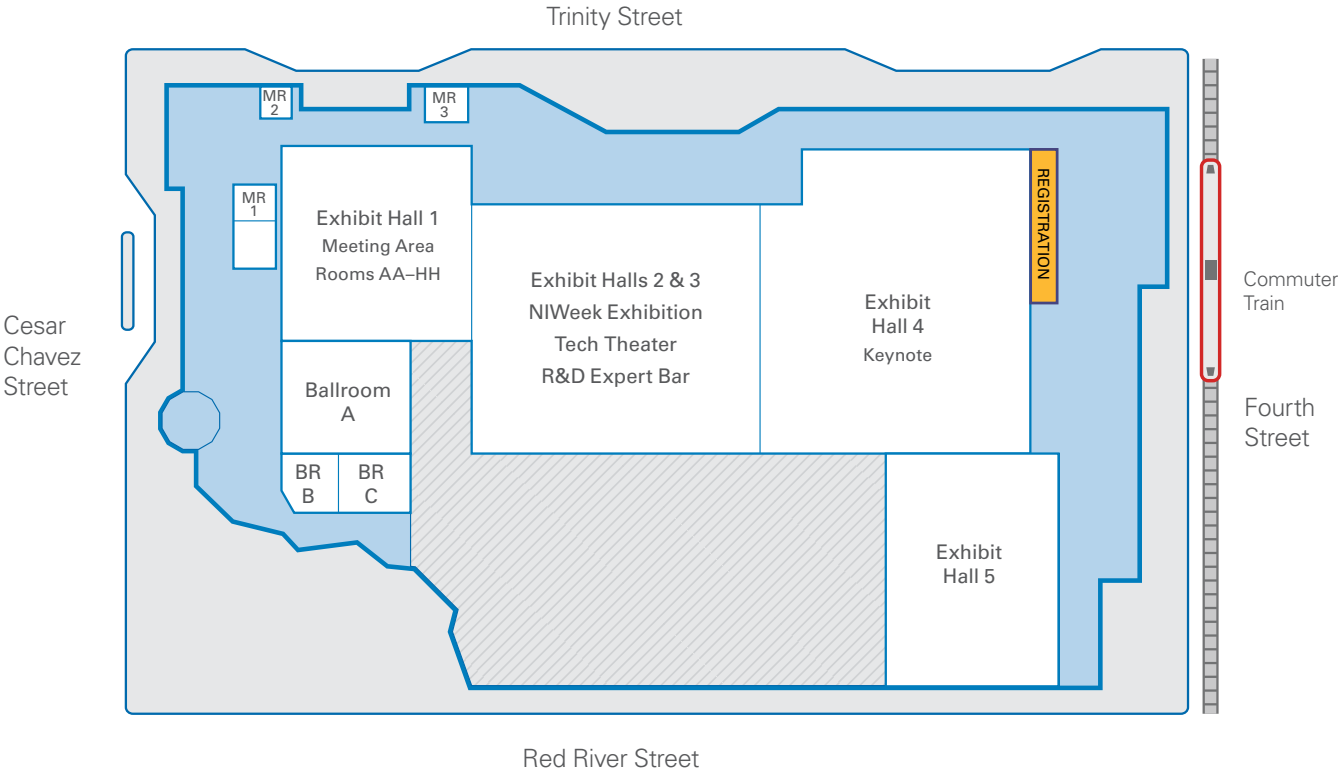 Trinity Street
MR
2
MR
3
MR
1
Exhibit Hall 1
Meeting Area
Rooms AA–HH
Exhibit Halls 2 & 3
NIWeek Exhibition
Tech Theater
R&D Expert Bar
Exhibit
Hall 4
Keynote
REGISTRATION
Commuter
Train
Cesar
Chavez
Street
Ballroom
A
BR
B
BR
C
Fourth
Street
Exhibit
Hall 5
Red River Street